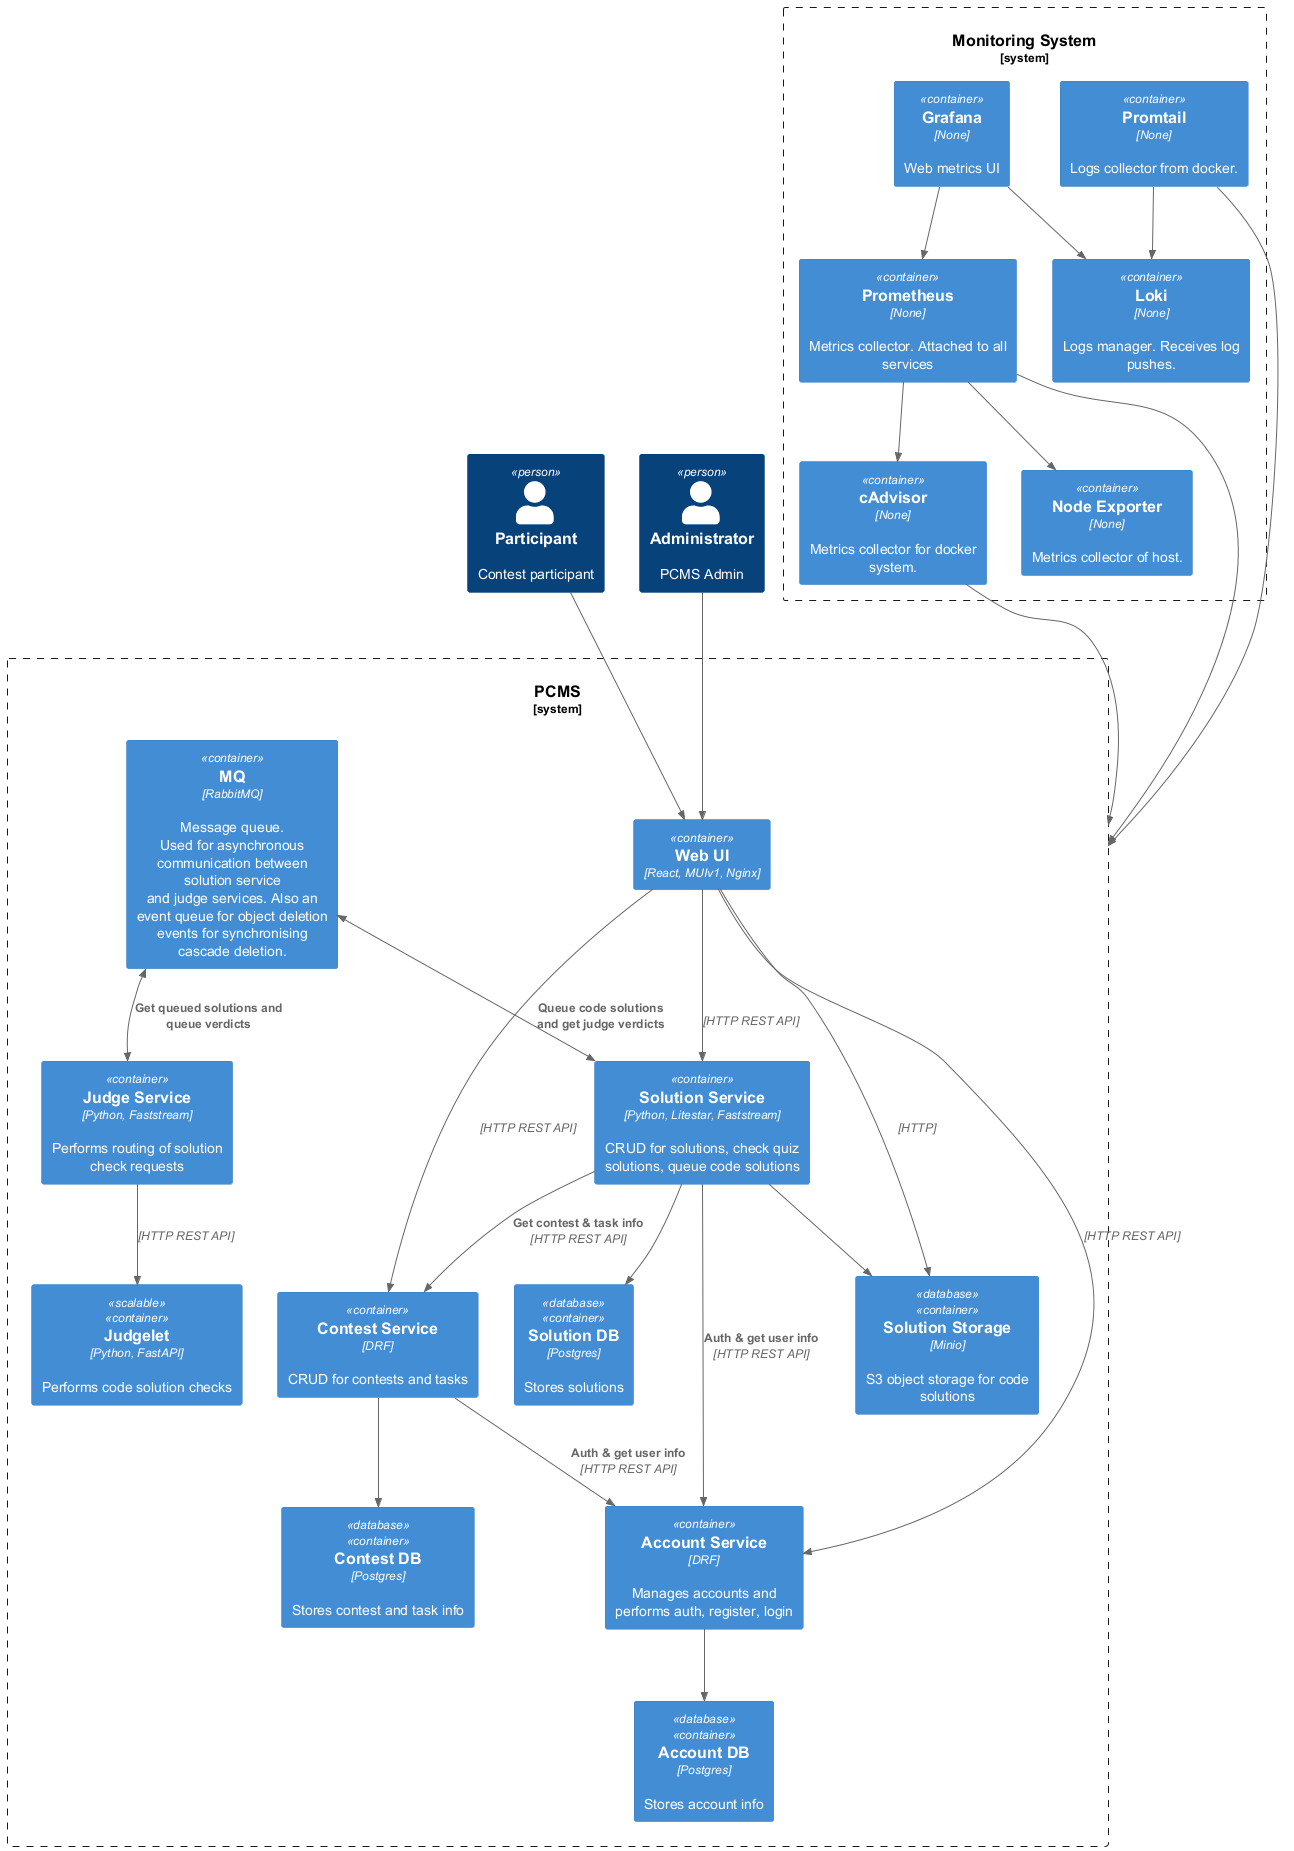 Monitoring System
[system]
«container»
Grafana
[None]
Web metrics UI
«container»
Promtail
[None]
Logs collector from docker.
«container»
Prometheus
[None]
Metrics collector. Attached to all
services
«container»
Loki
[None]
Logs manager. Receives log
pushes.
«container»
cAdvisor
[None]
Metrics collector for docker
system.
«container»
Node Exporter
[None]
Metrics collector of host.
«person»
Participant
Contest participant
«person»
Administrator
PCMS Admin
PCMS
[system]
«container»
MQ
[RabbitMQ]
Message queue.
Used for asynchronous
communication between
solution service
and judge services. Also an
event queue for object deletion
events for synchronising
cascade deletion.
«container»
Web UI
[React, MUIv1, Nginx]
Get queued solutions and
queue verdicts
Queue code solutions
and get judge verdicts
[HTTP REST API]
«container»
Judge Service
[Python, Faststream]
Performs routing of solution
check requests
[HTTP REST API]
«container»
Solution Service
[Python, Litestar, Faststream]
CRUD for solutions, check quiz
solutions, queue code solutions
[HTTP]
[HTTP REST API]
Get contest & task info
[HTTP REST API]
[HTTP REST API]
«scalable»
«container»
Judgelet
[Python, FastAPI]
Performs code solution checks
«container»
Contest Service
[DRF]
CRUD for contests and tasks
«database»
«container»
Solution DB
[Postgres]
Stores solutions
Auth & get user info
[HTTP REST API]
«database»
«container»
Solution Storage
[Minio]
S3 object storage for code
solutions
Auth & get user info
[HTTP REST API]
«database»
«container»
Contest DB
[Postgres]
Stores contest and task info
«container»
Account Service
[DRF]
Manages accounts and
performs auth, register, login
«database»
«container»
Account DB
[Postgres]
Stores account info